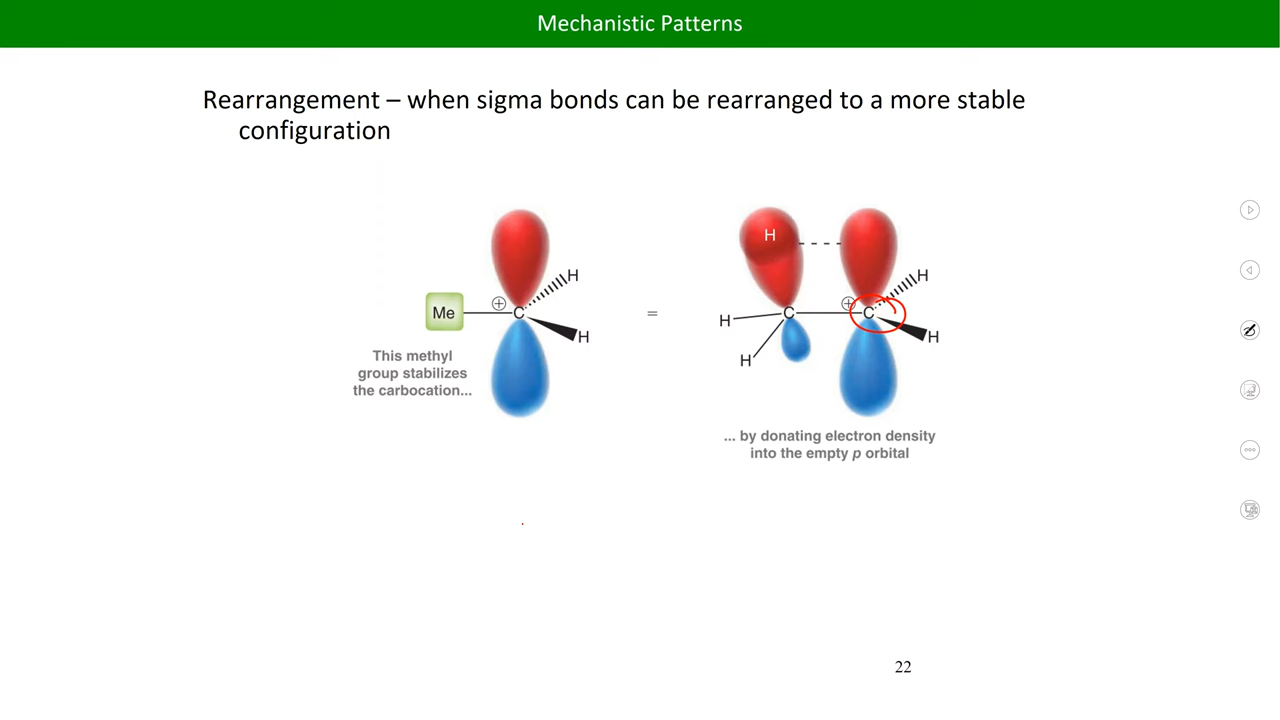 Mechanistic Patterns
Rearrangement – when sigma bonds can be rearranged to a more stable
configuration
Me
⊕
C
H
H
This methyl
group stabilizes
the carbocation...
=
H
H
H
C
⊕
C
H
H
... by donating electron density
into the empty p orbital
22